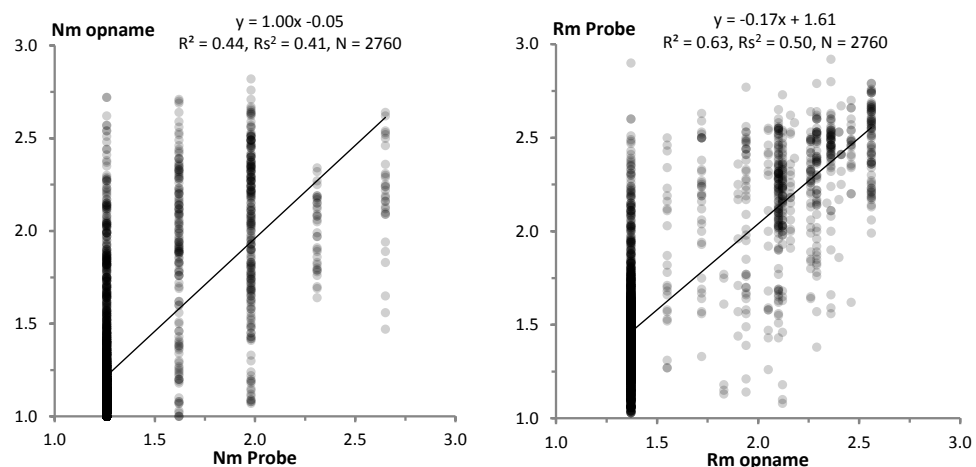 Nm opname
y = 1.00x -0.05
R² = 0.44, Rs² = 0.41, N = 2760
3.0
2.5
2.0
1.5
1.0
1.0 1.5 2.0 2.5 3.0
Nm Probe
Rm Probe
y = -0.17x + 1.61
R² = 0.63, Rs² = 0.50, N = 2760
3.0
2.5
2.0
1.5
1.0
1.0 1.5 2.0 2.5 3.0
Rm opname